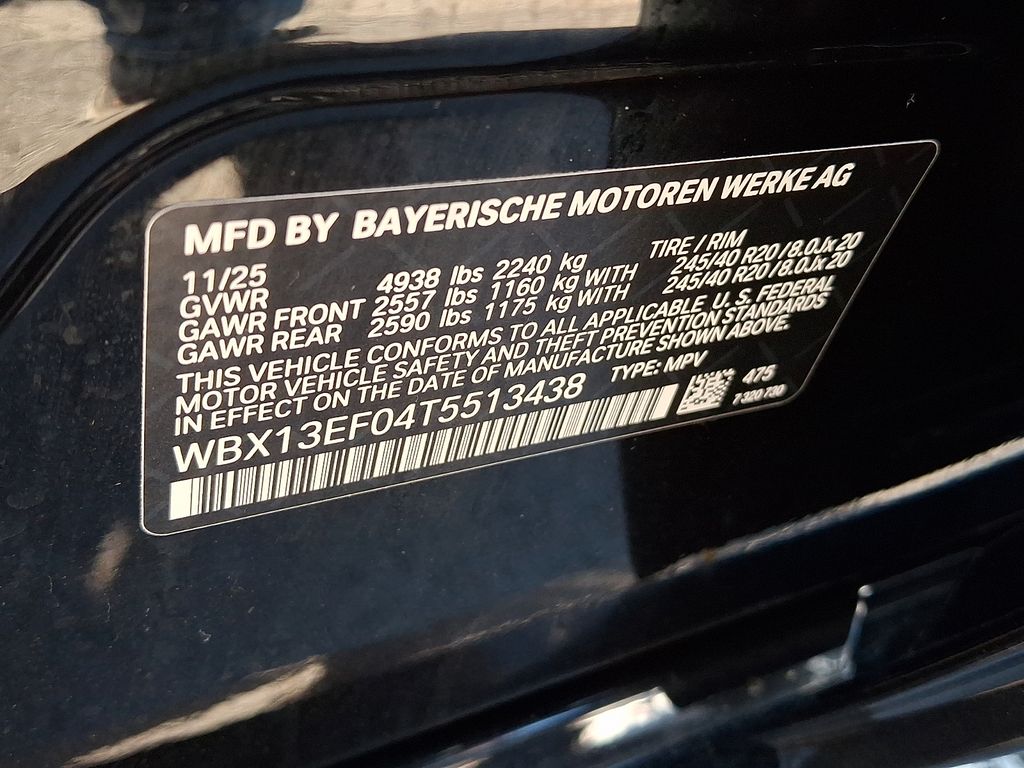 MFD BY BAYERISCHE MOTOREN WERKE AG
11/25 TIRE / RIM
GVWR 4938 lbs 2240 kg
GAWR FRONT 2557 lbs 1160 kg WITH 245/40 R20 / 8.0Jx20
GAWR REAR 2590 lbs 1175 kg WITH 245/40 R20 / 8.0Jx20
THIS VEHICLE CONFORMS TO ALL APPLICABLE U. S. FEDERAL
MOTOR VEHICLE SAFETY AND THEFT PREVENTION STANDARDS
IN EFFECT ON THE DATE OF MANUFACTURE SHOWN ABOVE.
WBX13EF04T5513438 TYPE: MPV 475
7 320 730